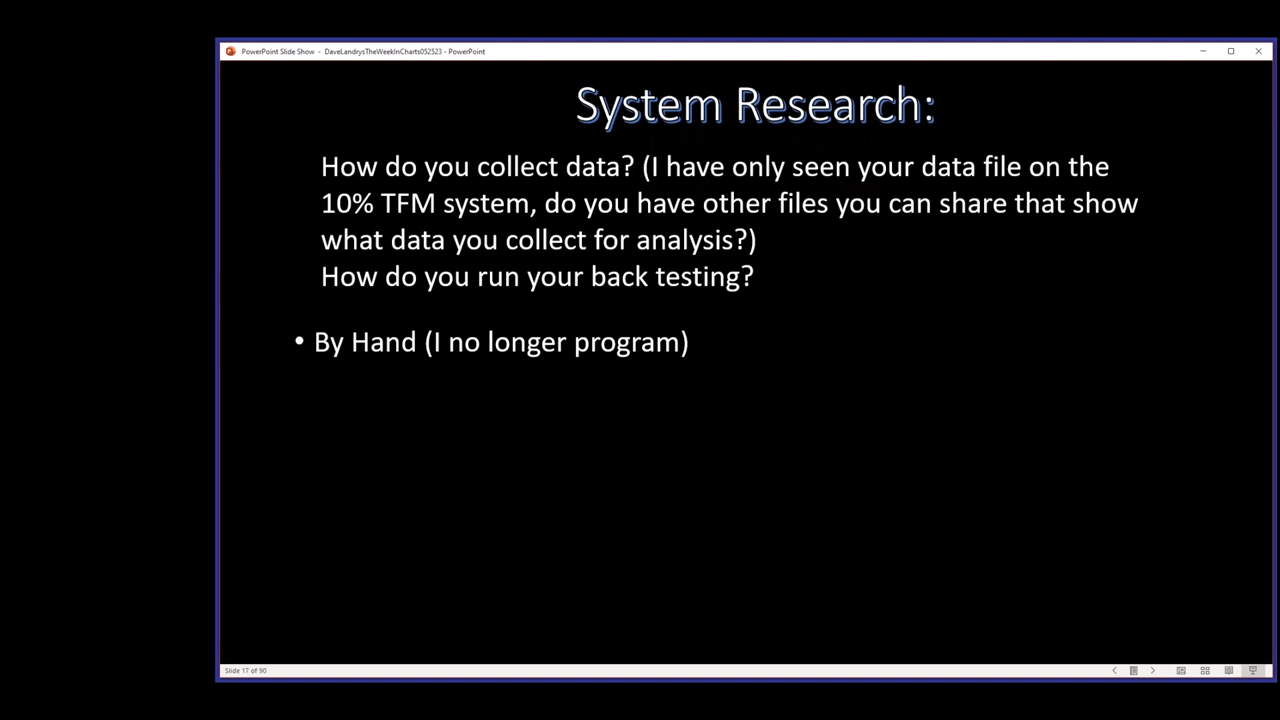 PowerPoint Slide Show - DaveLandrysTheWeekInCharts052523 - PowerPoint
System Research:
How do you collect data? (I have only seen your data file on the
10% TFM system, do you have other files you can share that show
what data you collect for analysis?)
How do you run your back testing?
• By Hand (I no longer program)
Slide 17 of 90